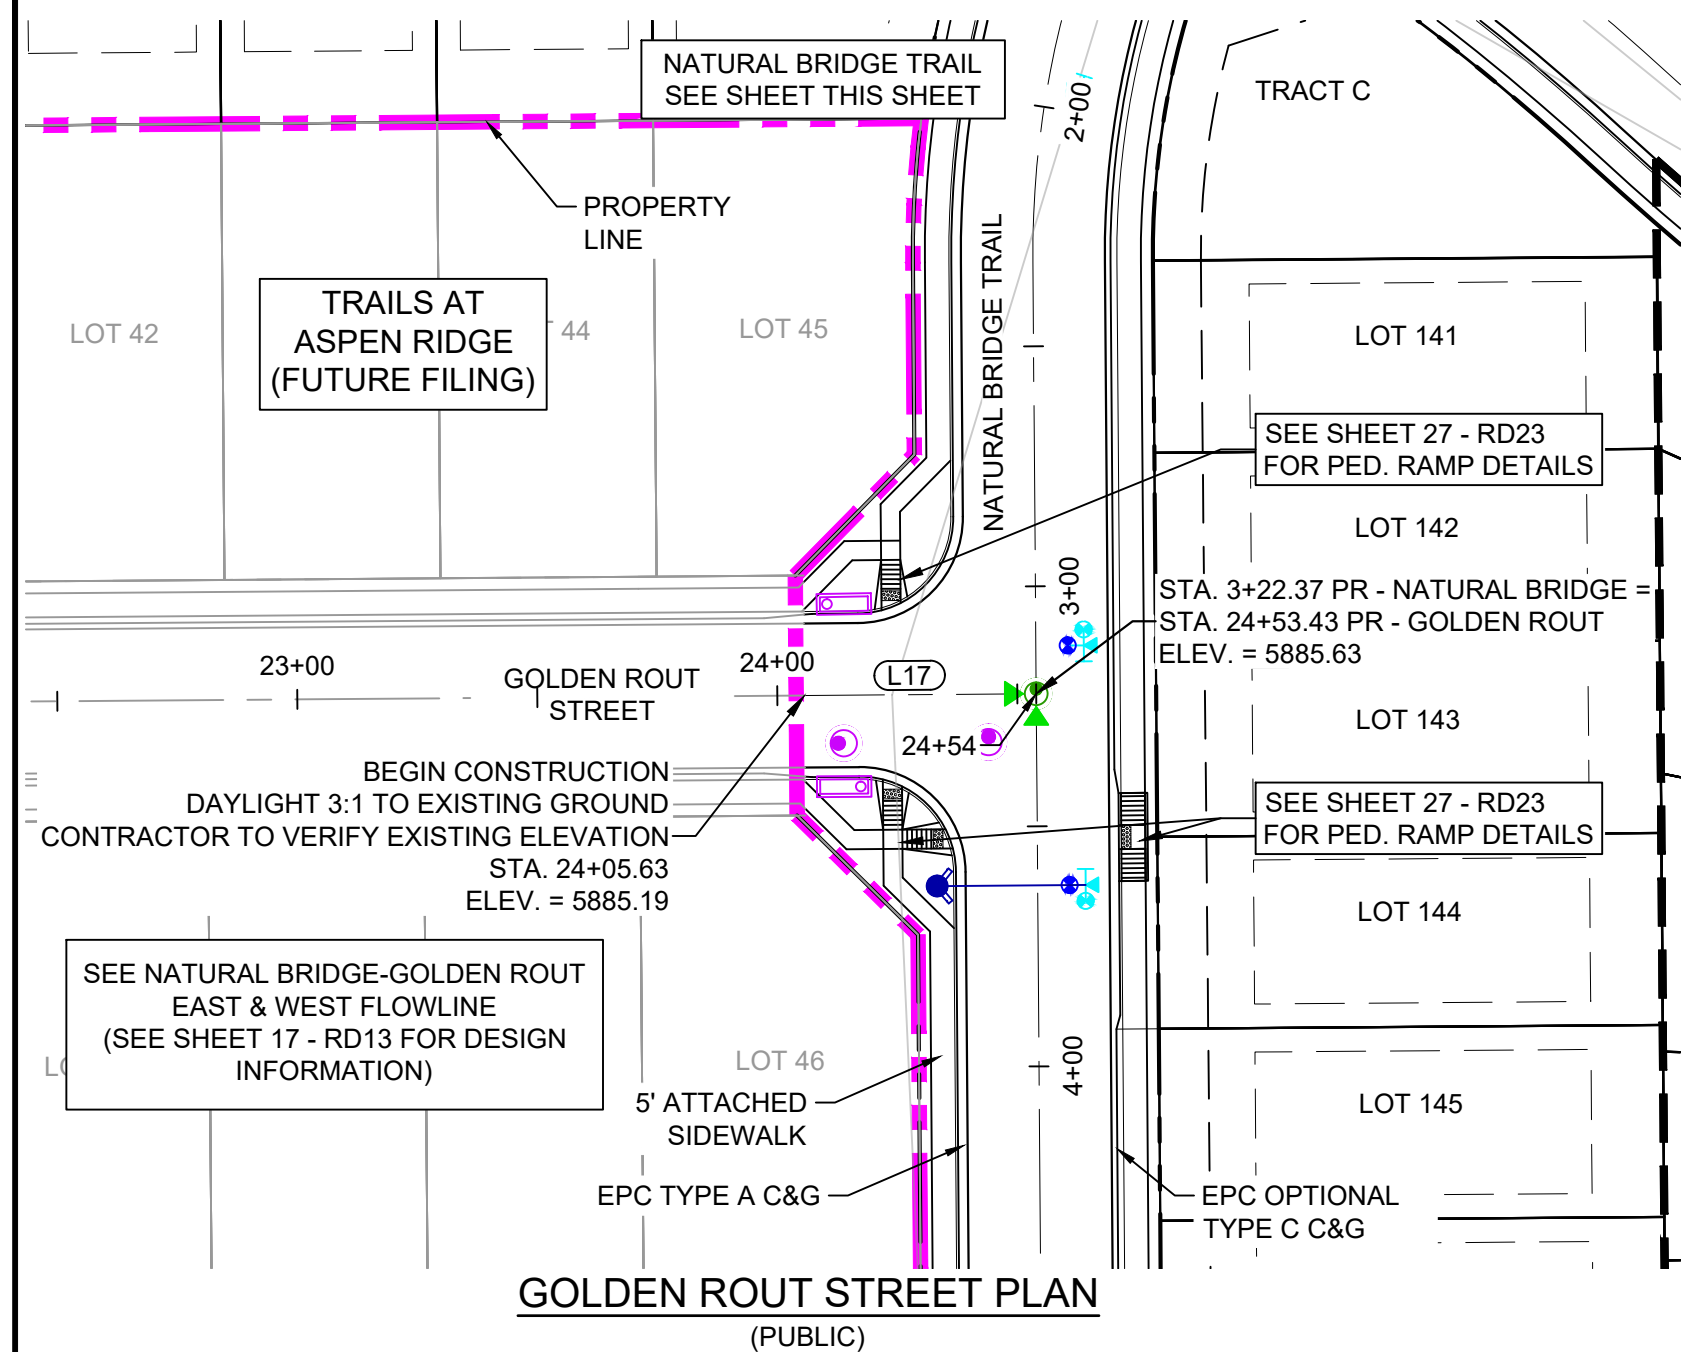 NATURAL BRIDGE TRAIL
SEE SHEET THIS SHEET
TRACT C
2+00
PROPERTY
LINE
NATURAL BRIDGE TRAIL
TRAILS AT
ASPEN RIDGE
(FUTURE FILING)
LOT 42
44
LOT 45
LOT 141
SEE SHEET 27 - RD23
FOR PED. RAMP DETAILS
LOT 142
3+00
STA. 3+22.37 PR - NATURAL BRIDGE =
STA. 24+53.43 PR - GOLDEN ROUT
ELEV. = 5885.63
23+00
24+00
L17
GOLDEN ROUT
STREET
LOT 143
24+54
BEGIN CONSTRUCTION
DAYLIGHT 3:1 TO EXISTING GROUND
CONTRACTOR TO VERIFY EXISTING ELEVATION
STA. 24+05.63
ELEV. = 5885.19
SEE SHEET 27 - RD23
FOR PED. RAMP DETAILS
LOT 144
SEE NATURAL BRIDGE-GOLDEN ROUT
EAST & WEST FLOWLINE
(SEE SHEET 17 - RD13 FOR DESIGN
INFORMATION)
LOT 46
4+00
5' ATTACHED
SIDEWALK
LOT 145
EPC TYPE A C&G
EPC OPTIONAL
TYPE C C&G
GOLDEN ROUT STREET PLAN
(PUBLIC)